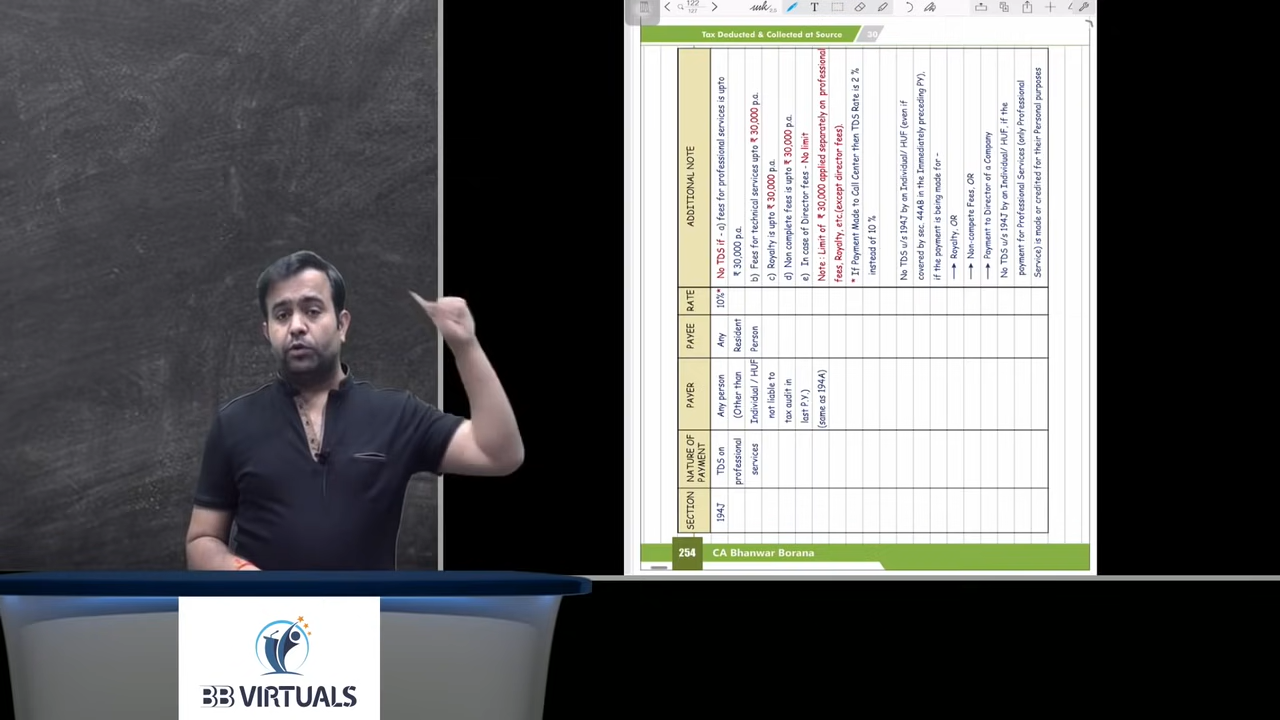 122
127
T
Tax Deducted & Collected at Source
30
SECTION
NATURE OF
PAYMENT
PAYER
PAYEE
RATE
ADDITIONAL NOTE
194J
TDS on
professional
services
Any person
(Other than
Individual / HUF
not liable to
tax audit in
last P.Y.)
(same as 194A)
Any
Resident
Person
10%*
No TDS if - a) fees for professional services is upto
₹ 30,000 p.a.
b) Fees for technical services upto ₹ 30,000 p.a.
c) Royalty is upto ₹ 30,000 p.a.
d) Non complete fees is upto ₹ 30,000 p.a.
e) In case of Director fees - No limit
Note : Limit of ₹ 30,000 applied separately on professional
fees, Royalty, etc.(except director fees).
* If Payment Made to Call Center then TDS Rate is 2 %
instead of 10 %
No TDS u/s 194J by an Individual/ HUF (even if
covered by sec. 44AB in the Immediately preceding PY),
if the payment is being made for -
→ Royalty, OR
→ Non-compete Fees, OR
→ Payment to Director of a Company
No TDS u/s 194J by an Individual/ HUF, if the
payment for Professional Services (only Professional
Service) is made or credited for their Personal purposes
254
CA Bhanwar Borana
BB VIRTUALS